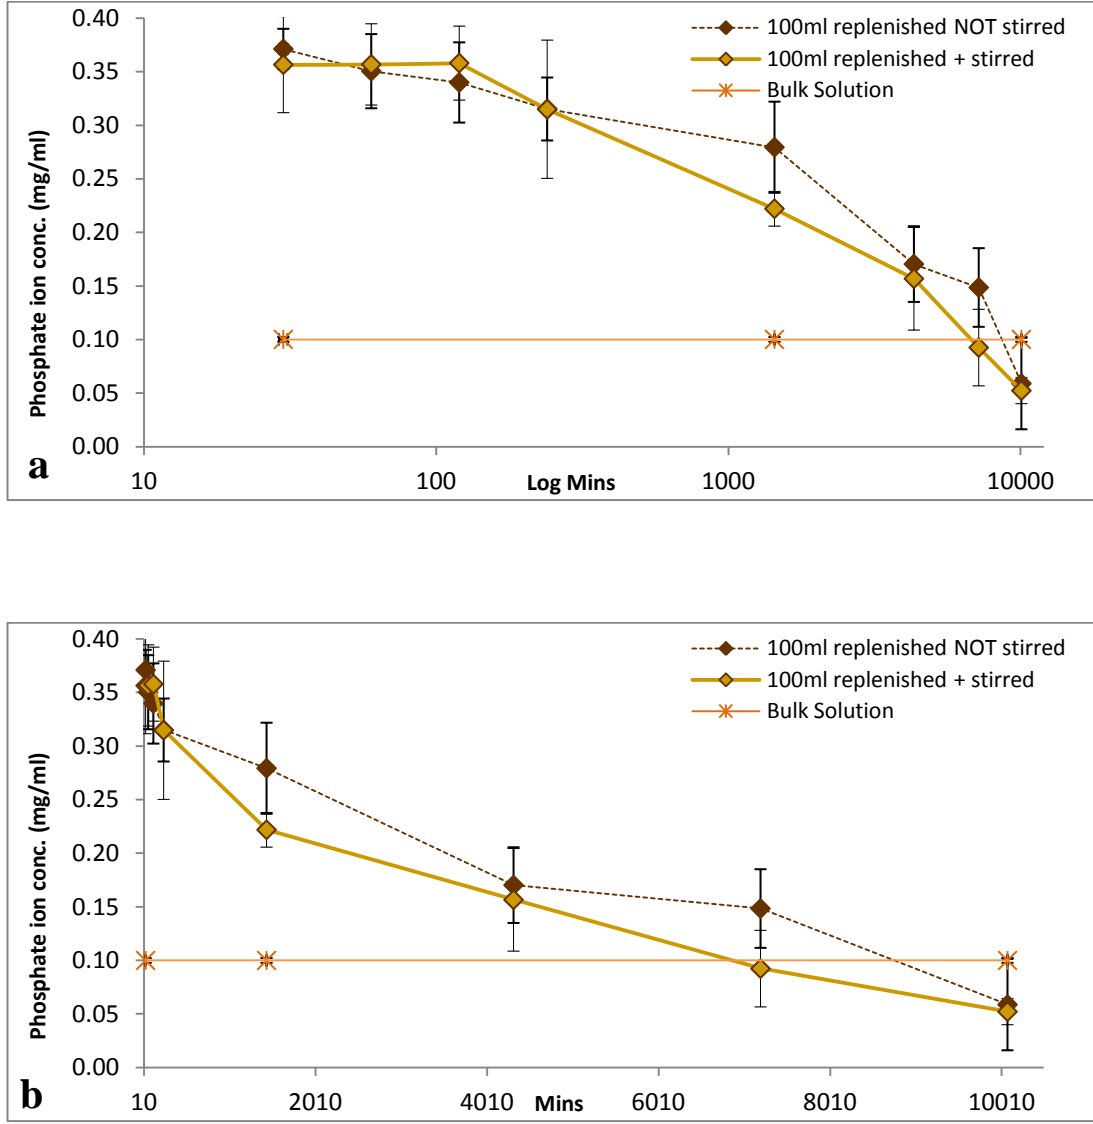 0.40
0.35
0.30
0.25
0.20
0.15
0.10
0.05
0.00
Phosphate ion conc. (mg/ml)
100ml replenished NOT stirred
100ml replenished + stirred
Bulk Solution
10
100
1000
10000
Log Mins
a
0.40
0.35
0.30
0.25
0.20
0.15
0.10
0.05
0.00
Phosphate ion conc. (mg/ml)
100ml replenished NOT stirred
100ml replenished + stirred
Bulk Solution
10
2010
4010
6010
8010
10010
Mins
b